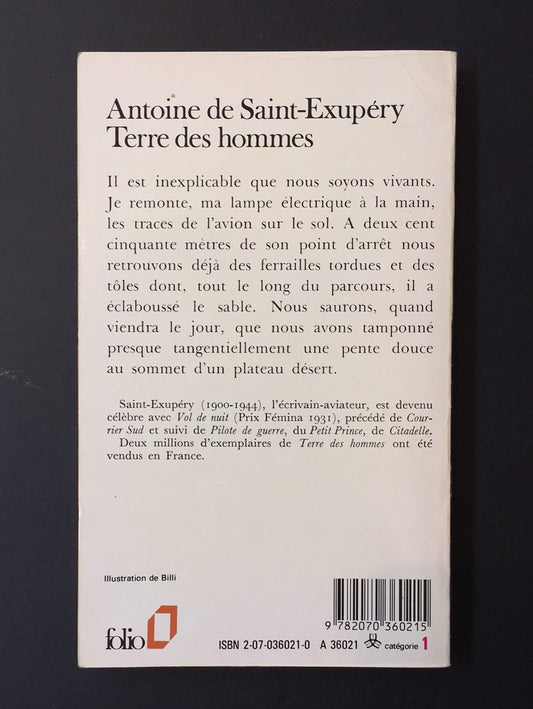 Antoine de Saint-Exupéry
Terre des hommes
Il est inexplicable que nous soyons vivants.
Je remonte, ma lampe électrique à la main,
les traces de l'avion sur le sol. A deux cent
cinquante mètres de son point d'arrêt nous
retrouvons déjà des ferrailles tordues et des
tôles dont, tout le long du parcours, il a
éclaboussé le sable. Nous saurons, quand
viendra le jour, que nous avons tamponné
presque tangentiellement une pente douce
au sommet d'un plateau désert.
Saint-Exupéry (1900-1944), l'écrivain-aviateur, est devenu
célèbre avec Vol de nuit (Prix Fémina 1931), précédé de Cour-
rier Sud et suivi de Pilote de guerre, du Petit Prince, de Citadelle.
Deux millions d'exemplaires de Terre des hommes ont été
vendus en France.
Illustration de Billi
9 782070 360215
folio
ISBN 2-07-036021-0 A 36021 catégorie 1